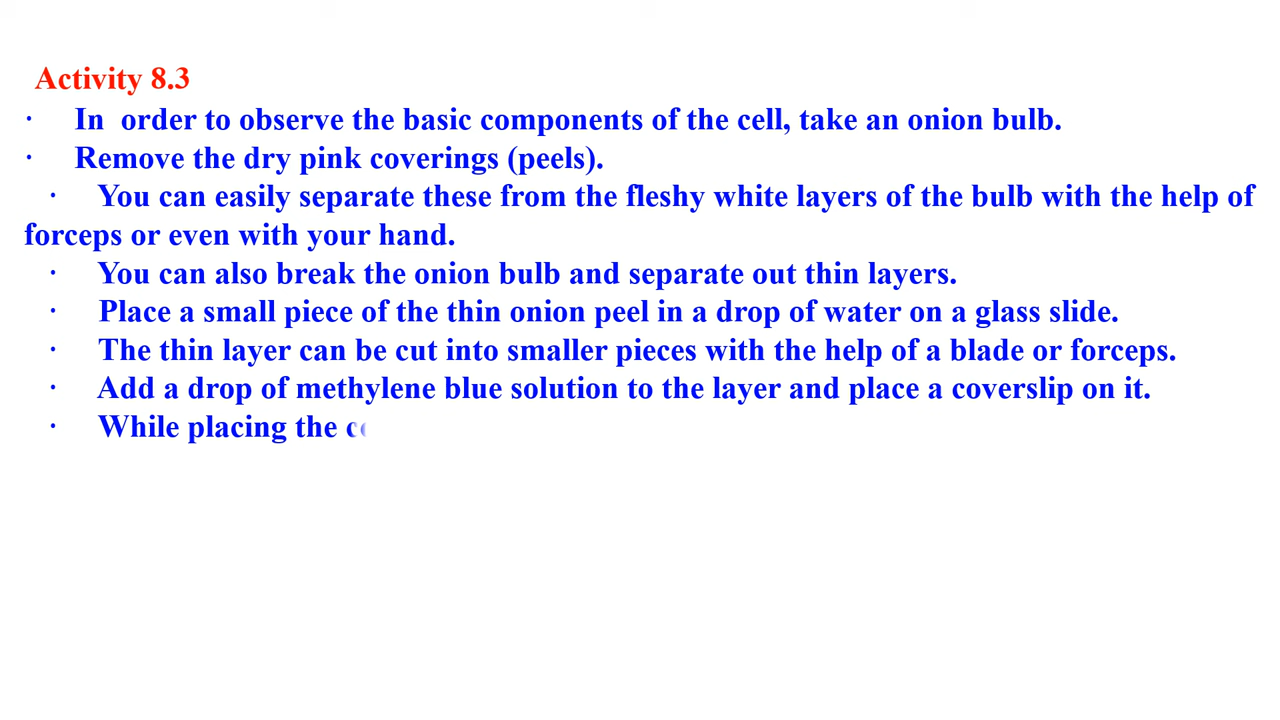 Activity 8.3
· In order to observe the basic components of the cell, take an onion bulb.
· Remove the dry pink coverings (peels).
· You can easily separate these from the fleshy white layers of the bulb with the help of
forceps or even with your hand.
· You can also break the onion bulb and separate out thin layers.
· Place a small piece of the thin onion peel in a drop of water on a glass slide.
· The thin layer can be cut into smaller pieces with the help of a blade or forceps.
· Add a drop of methylene blue solution to the layer and place a coverslip on it.
· While placing the